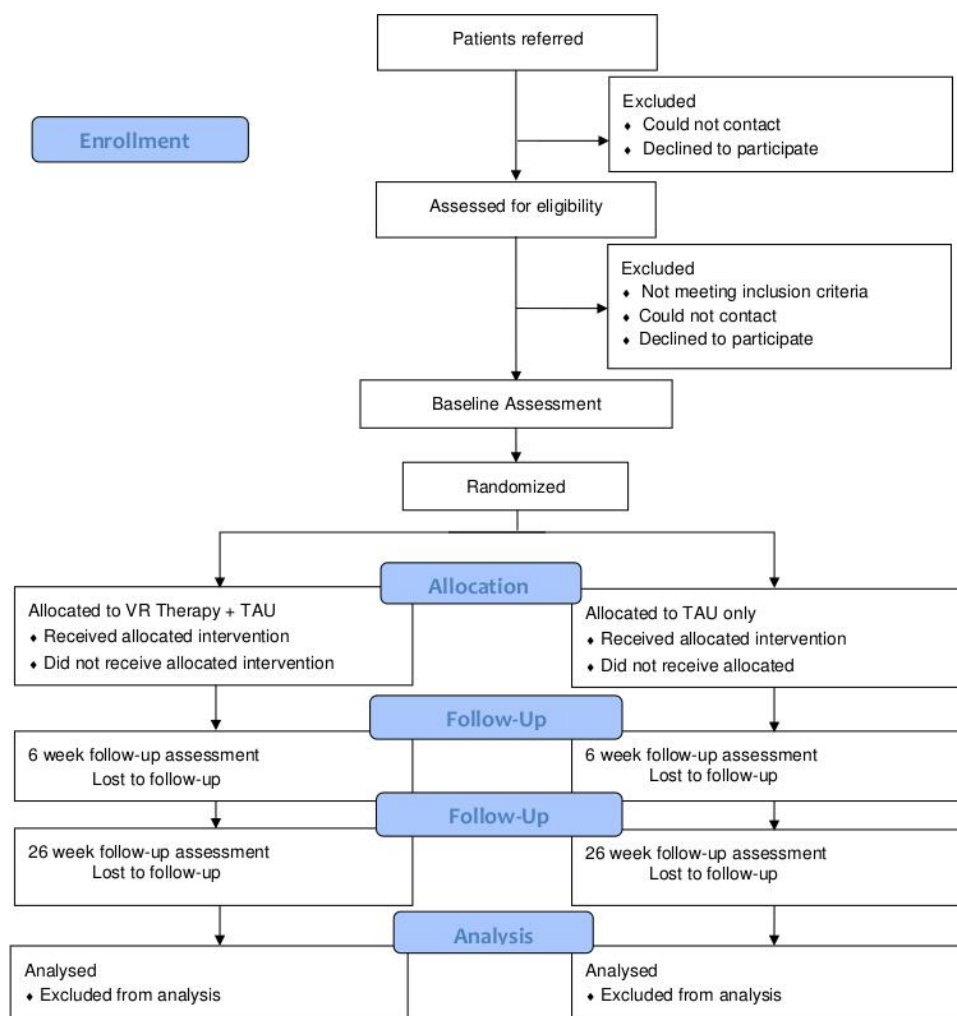 Patients referred
Excluded
♦ Could not contact
♦ Declined to participate
Enrollment
Assessed for eligibility
Excluded
♦ Not meeting inclusion criteria
♦ Could not contact
♦ Declined to participate
Baseline Assessment
Randomized
Allocation
Allocated to VR Therapy + TAU
♦ Received allocated intervention
♦ Did not receive allocated intervention
Allocated to TAU only
♦ Received allocated intervention
♦ Did not receive allocated
Follow-Up
6 week follow-up assessment
Lost to follow-up
6 week follow-up assessment
Lost to follow-up
Follow-Up
26 week follow-up assessment
Lost to follow-up
26 week follow-up assessment
Lost to follow-up
Analysis
Analysed
♦ Excluded from analysis
Analysed
♦ Excluded from analysis